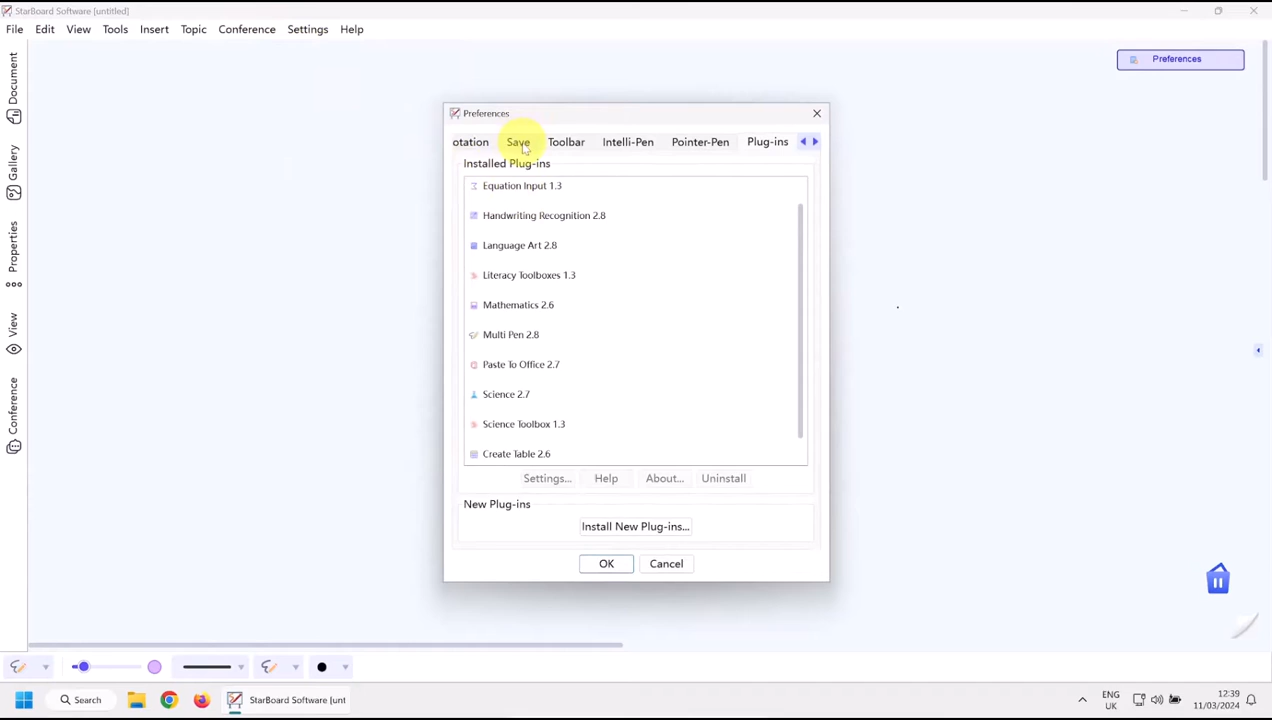 StarBoard Software [untitled]
File Edit View Tools Insert Topic Conference Settings Help
Document
Gallery
Properties
View
Conference
Preferences
Preferences
otation Save Toolbar Intelli-Pen Pointer-Pen Plug-ins
Installed Plug-ins
Equation Input 1.3
Handwriting Recognition 2.8
Language Art 2.8
Literacy Toolboxes 1.3
Mathematics 2.6
Multi Pen 2.8
Paste To Office 2.7
Science 2.7
Science Toolbox 1.3
Create Table 2.6
Settings... Help About... Uninstall
New Plug-ins
Install New Plug-ins...
OK Cancel
Search
StarBoard Software [unt
ENG
UK
12:39
11/03/2024